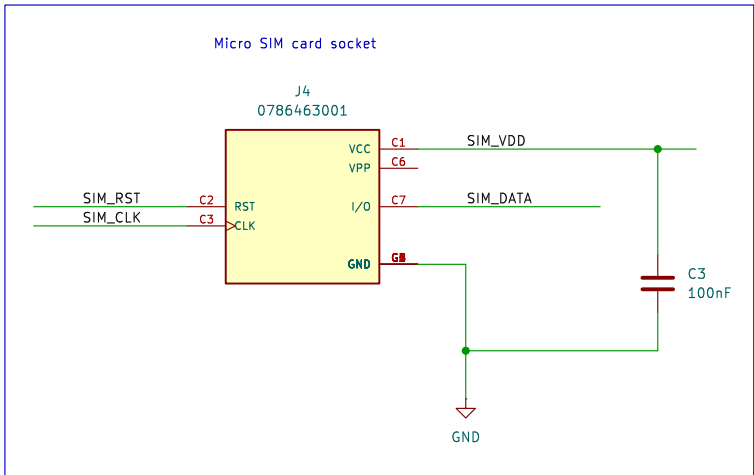 Micro SIM card socket
J4
0786463001
VCC C1 SIM_VDD
VPP C6
SIM_RST C2 RST I/O C7 SIM_DATA
SIM_CLK C3 CLK
GND
C3
100nF
GND